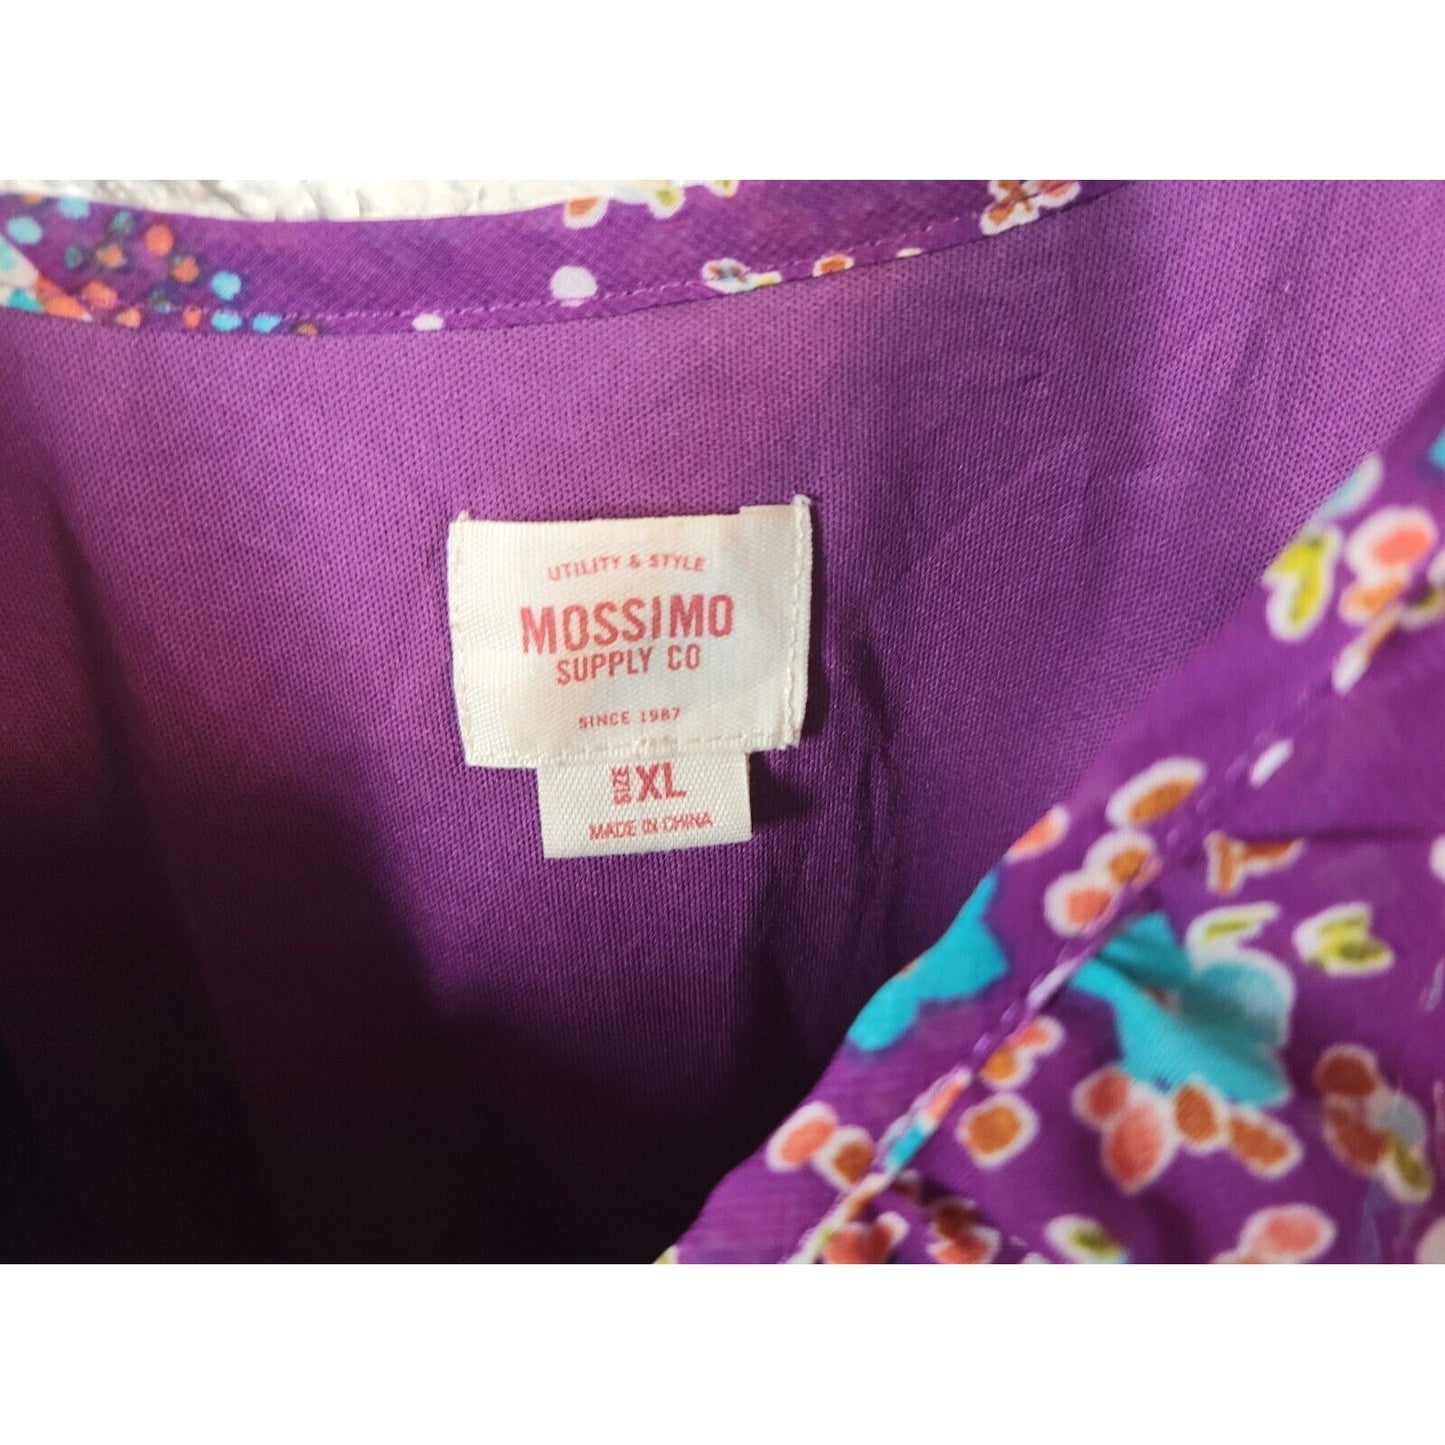 UTILITY & STYLE
MOSSIMO
SUPPLY CO
SINCE 1987
SIZE XL
MADE IN CHINA